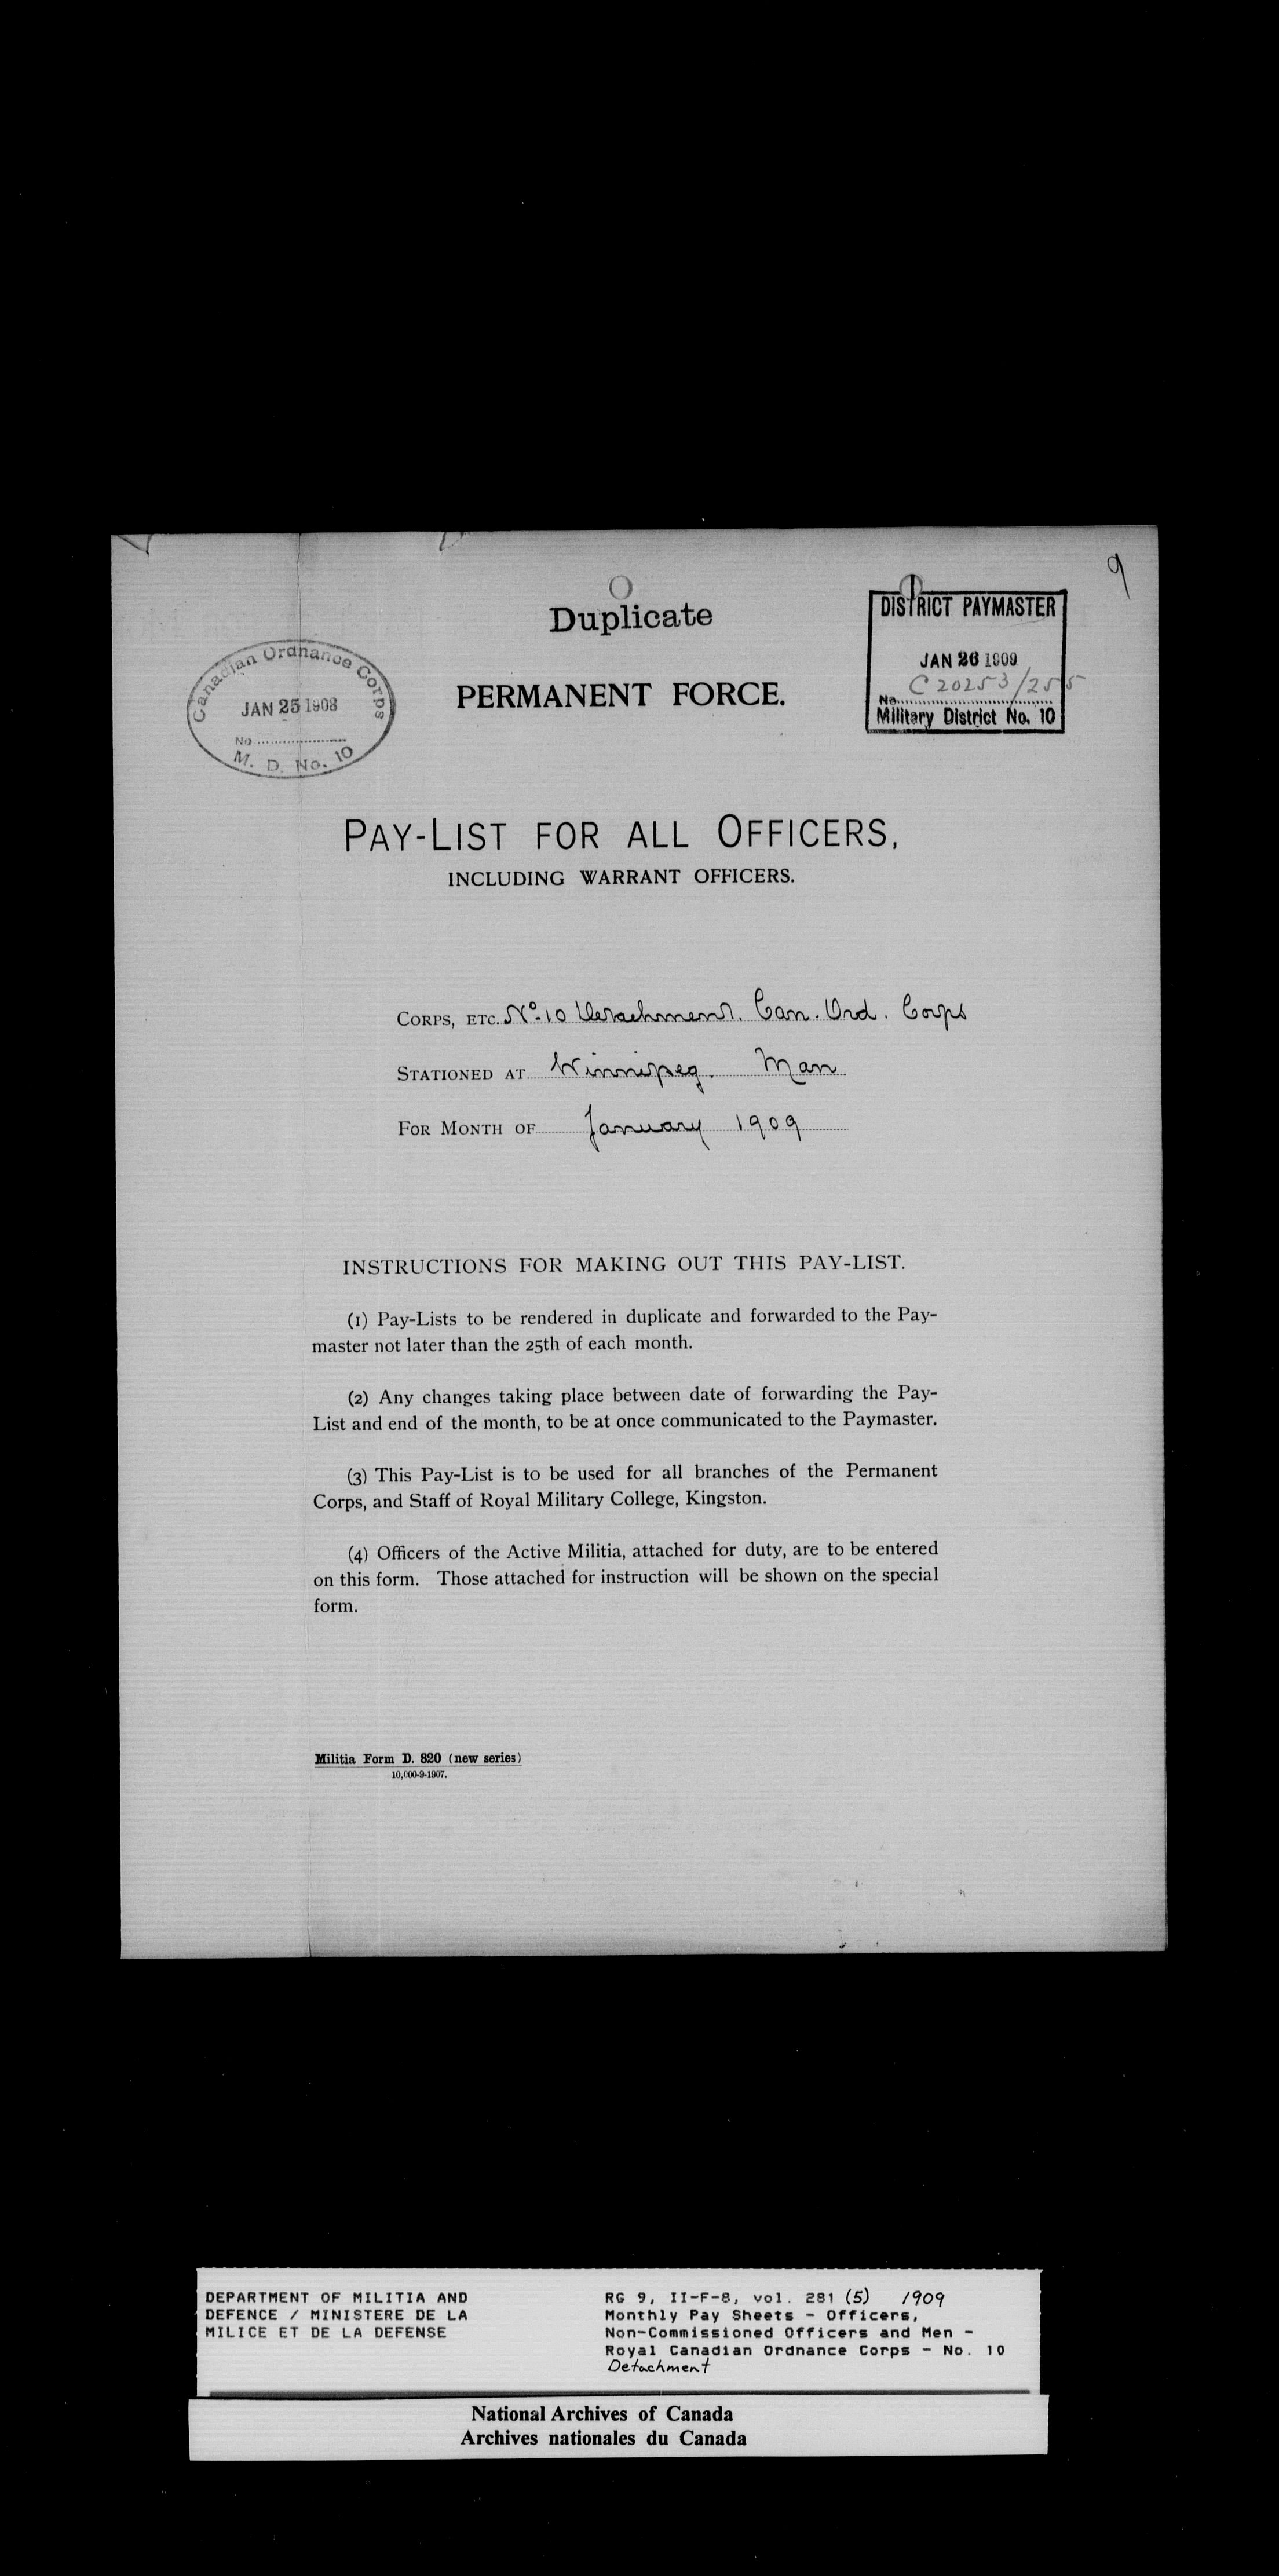 9
Duplicate
DISTRICT PAYMASTER
JAN 26 1909
C 20253/255
No.
Military District No. 10
Canadian Ordnance Corps
JAN 25 1908
No
M. D. No. 10
PERMANENT FORCE.
PAY-LIST FOR ALL OFFICERS,
INCLUDING WARRANT OFFICERS.
CORPS, ETC. No. 10 Detachment. Can. Ord. Corps
STATIONED AT Winnipeg. Man
FOR MONTH OF January 1909
INSTRUCTIONS FOR MAKING OUT THIS PAY-LIST.
(1) Pay-Lists to be rendered in duplicate and forwarded to the Pay-
master not later than the 25th of each month.
(2) Any changes taking place between date of forwarding the Pay-
List and end of the month, to be at once communicated to the Paymaster.
(3) This Pay-List is to be used for all branches of the Permanent
Corps, and Staff of Royal Military College, Kingston.
(4) Officers of the Active Militia, attached for duty, are to be entered
on this form. Those attached for instruction will be shown on the special
form.
Militia Form D. 820 (new series)
10,000-9-1907.
DEPARTMENT OF MILITIA AND
DEFENCE / MINISTERE DE LA
MILICE ET DE LA DEFENSE
RG 9, II-F-8, vol. 281 (5) 1909
Monthly Pay Sheets - Officers,
Non-Commissioned Officers and Men -
Royal Canadian Ordnance Corps - No. 10
Detachment
National Archives of Canada
Archives nationales du Canada